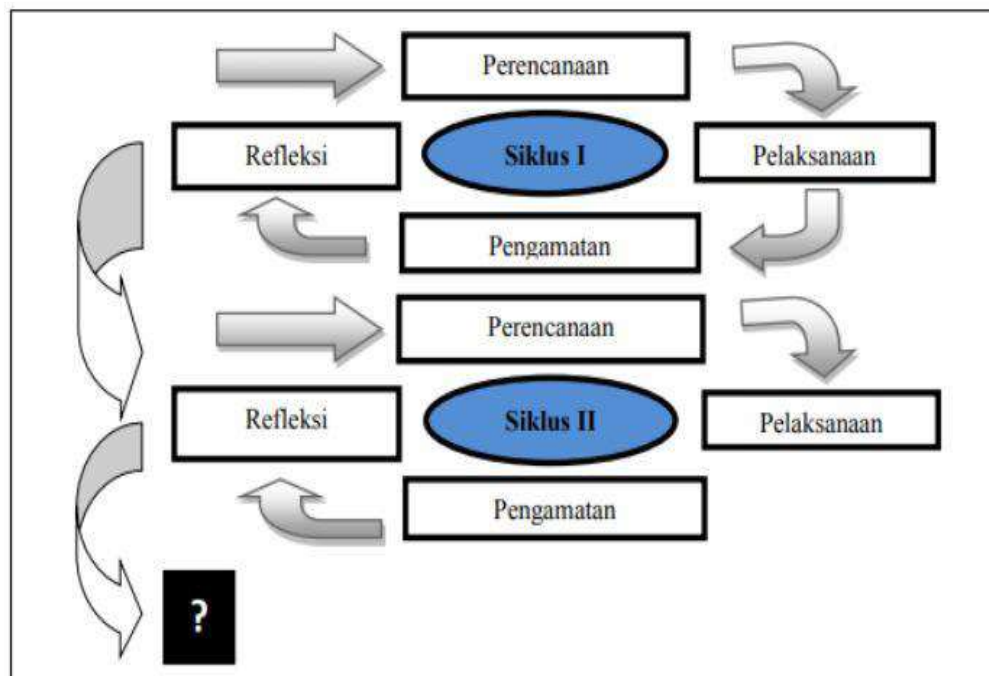 Perencanaan
Refleksi
Siklus I
Pelaksanaan
Pengamatan
Perencanaan
Refleksi
Siklus II
Pelaksanaan
Pengamatan
?